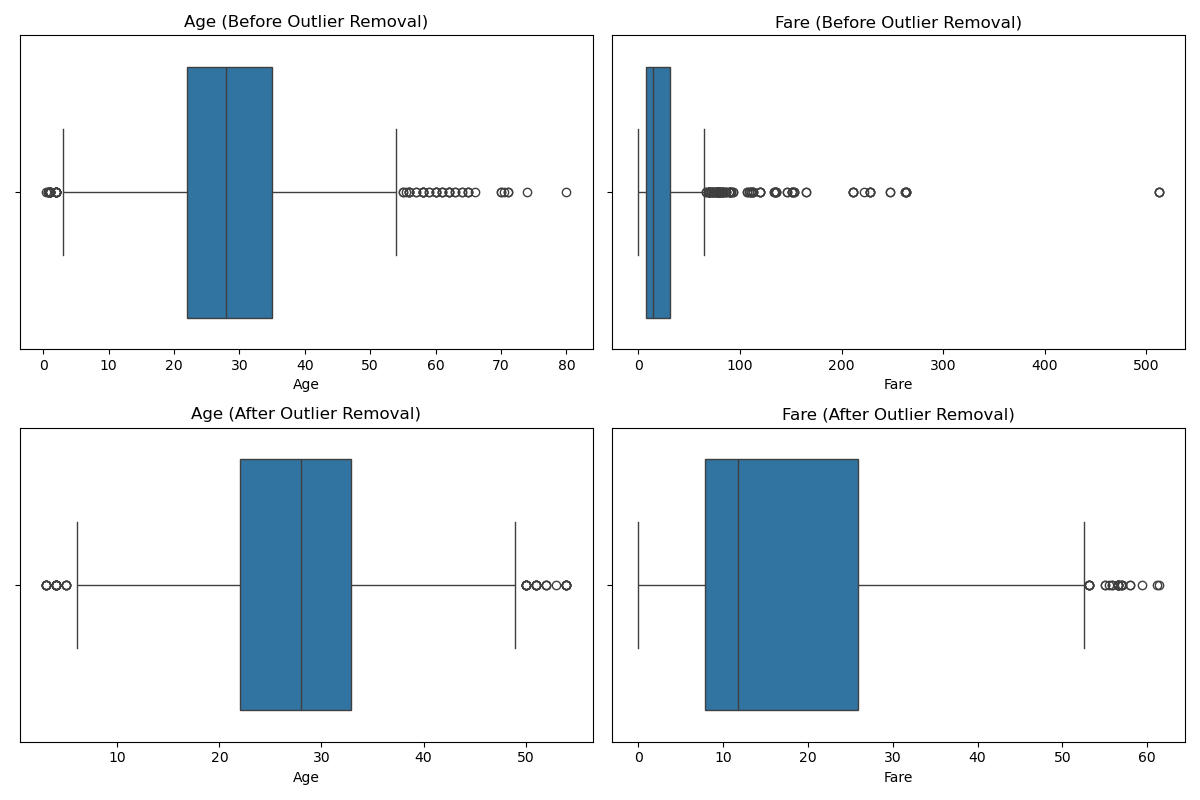 Age (Before Outlier Removal)
Fare (Before Outlier Removal)
0 10 20 30 40 50 60 70 80
0 100 200 300 400 500
Age
Fare
Age (After Outlier Removal)
Fare (After Outlier Removal)
10 20 30 40 50
0 10 20 30 40 50 60
Age
Fare